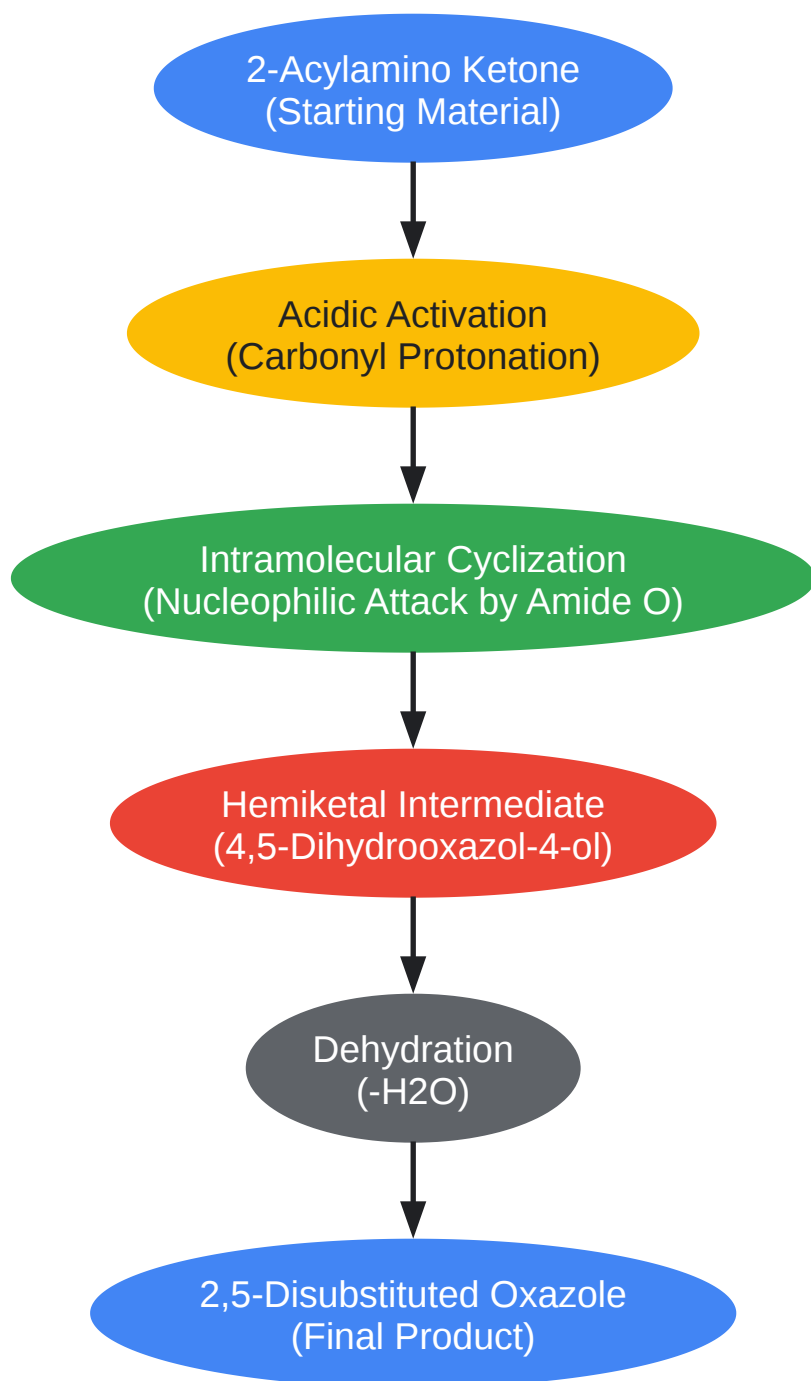 2-Acylamino Ketone
(Starting Material)
Acidic Activation
(Carbonyl Protonation)
Intramolecular Cyclization
(Nucleophilic Attack by Amide O)
Hemiketal Intermediate
(4,5-Dihydrooxazol-4-ol)
Dehydration
(-H2O)
2,5-Disubstituted Oxazole
(Final Product)